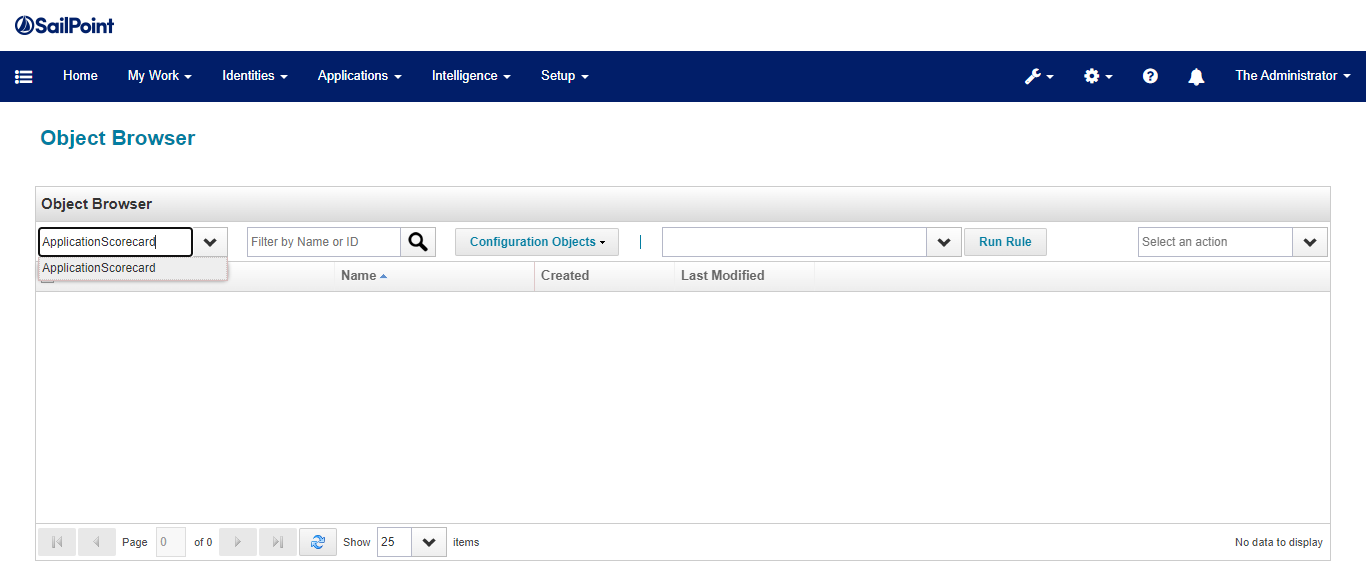 SailPoint
Home My Work Identities Applications Intelligence Setup The Administrator
Object Browser
Object Browser
ApplicationScorecard Filter by Name or ID Configuration Objects | Run Rule Select an action
ApplicationScorecard
Name Created Last Modified
Page 0 of 0 Show 25 items No data to display